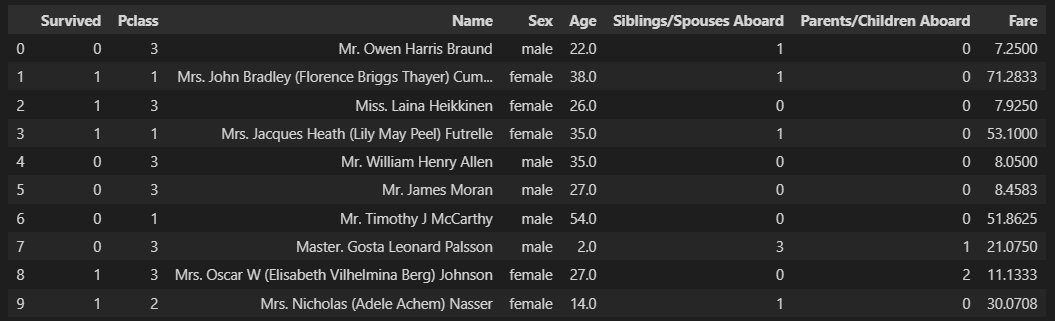 Survived Pclass Name Sex Age Siblings/Spouses Aboard Parents/Children Aboard Fare
0 0 3 Mr. Owen Harris Braund male 22.0 1 0 7.2500
1 1 1 Mrs. John Bradley (Florence Briggs Thayer) Cum... female 38.0 1 0 71.2833
2 1 3 Miss. Laina Heikkinen female 26.0 0 0 7.9250
3 1 1 Mrs. Jacques Heath (Lily May Peel) Futrelle female 35.0 1 0 53.1000
4 0 3 Mr. William Henry Allen male 35.0 0 0 8.0500
5 0 3 Mr. James Moran male 27.0 0 0 8.4583
6 0 1 Mr. Timothy J McCarthy male 54.0 0 0 51.8625
7 0 3 Master. Gosta Leonard Palsson male 2.0 3 1 21.0750
8 1 3 Mrs. Oscar W (Elisabeth Vilhelmina Berg) Johnson female 27.0 0 2 11.1333
9 1 2 Mrs. Nicholas (Adele Achem) Nasser female 14.0 1 0 30.0708